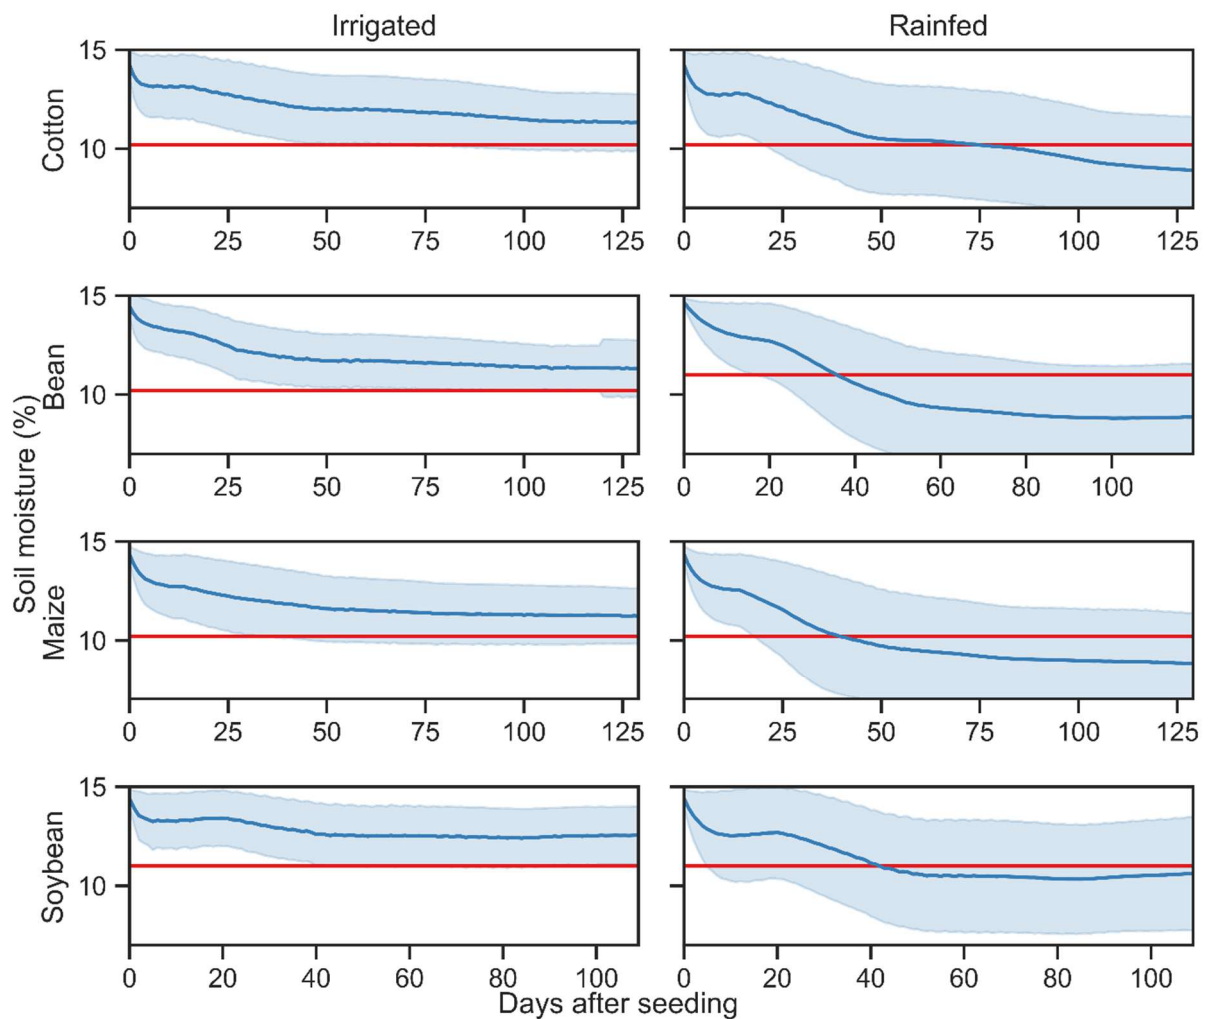 Irrigated Rainfed
Soil moisture (%)
Cotton
15
10
0 25 50 75 100 125
0 25 50 75 100 125
Bean
15
10
0 25 50 75 100 125
0 20 40 60 80 100
Maize
15
10
0 25 50 75 100 125
0 25 50 75 100 125
Soybean
15
10
0 20 40 60 80 100
0 20 40 60 80 100
Days after seeding